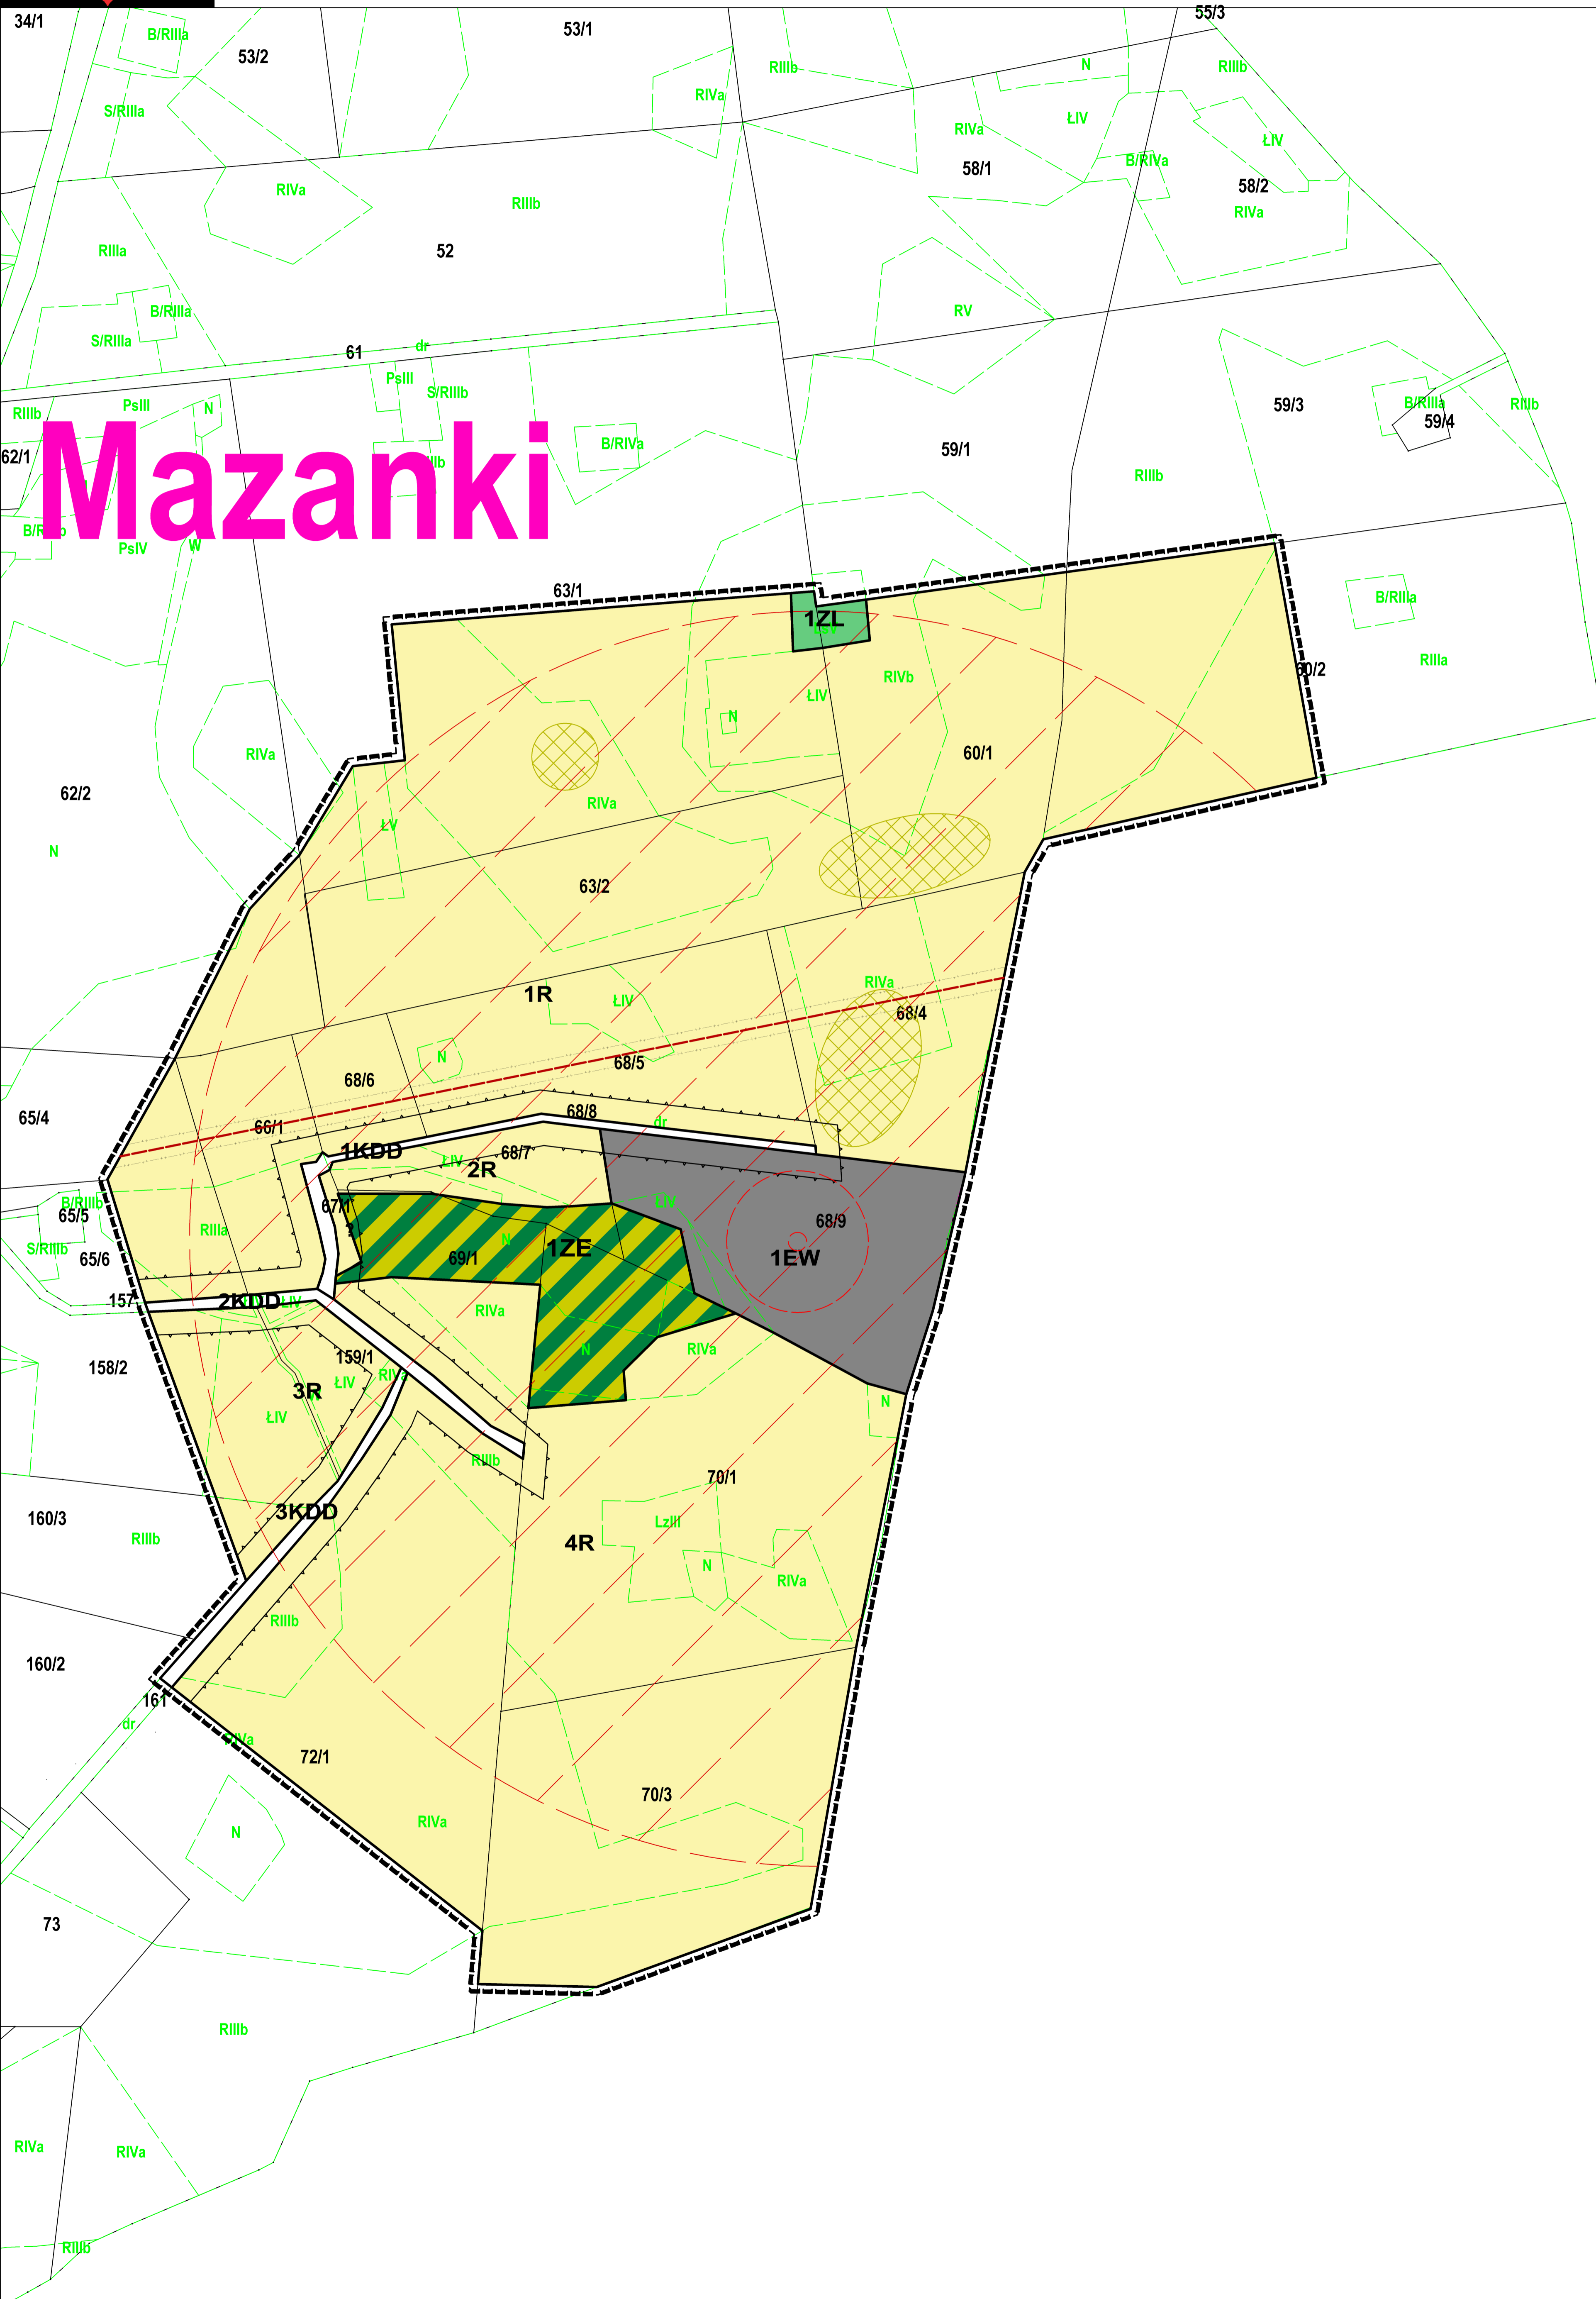 55/3
34/1
53/1
B/RIIIa
53/2
N
RIIIb
RIIIb
RIVa
S/RIIIa
ŁIV
RIVa
ŁIV
B/RIVa
58/1
58/2
RIVa
RIIIb
RIVa
RIIIa
52
B/RIIIa
RV
S/RIIIa
dr
61
PsIII
S/RIIIb
PsIII
N
RIIIb
59/3
B/RIIIa
RIIIb
59/4
B/RIVa
59/1
62/1
Mazanki
RIIIb
PsIV
W
63/1
B/RIIIa
1ZL
RIIIa
60/2
RIVb
ŁIV
N
RIVa
60/1
62/2
RIVa
ŁV
N
63/2
RIVa
1R
ŁIV
68/4
N
68/5
68/6
65/4
68/8
66/1
dr
1KDD
68/7
ŁIV
2R
B/RIIIb
ŁIV
67/1
65/5
RIIIa
68/9
N
S/RIIIb
1ZE
65/6
69/1
1EW
157
2KDD
ŁIV
RIVa
N
RIVa
159/1
158/2
RIVa
ŁIV
3R
N
ŁIV
RIIIb
70/1
3KDD
160/3
LzIII
RIIIb
4R
N
RIVa
RIIIb
160/2
161
dr
RIVa
72/1
70/3
RIVa
N
73
RIIIb
RIVa
RIVa
RIIIb